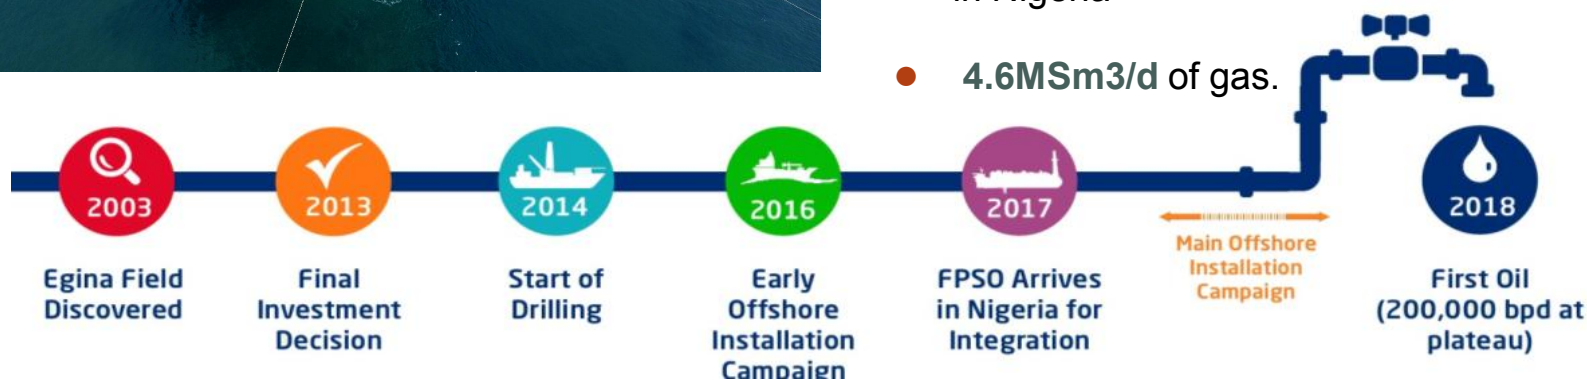 in Nigeria
● 4.6MSm3/d of gas.
2003
2013
2014
2016
2017
2018
Egina Field
Discovered
Final
Investment
Decision
Start of
Drilling
Early
Offshore
Installation
Campaign
FPSO Arrives
in Nigeria for
Integration
Main Offshore
Installation
Campaign
First Oil
(200,000 bpd at
plateau)